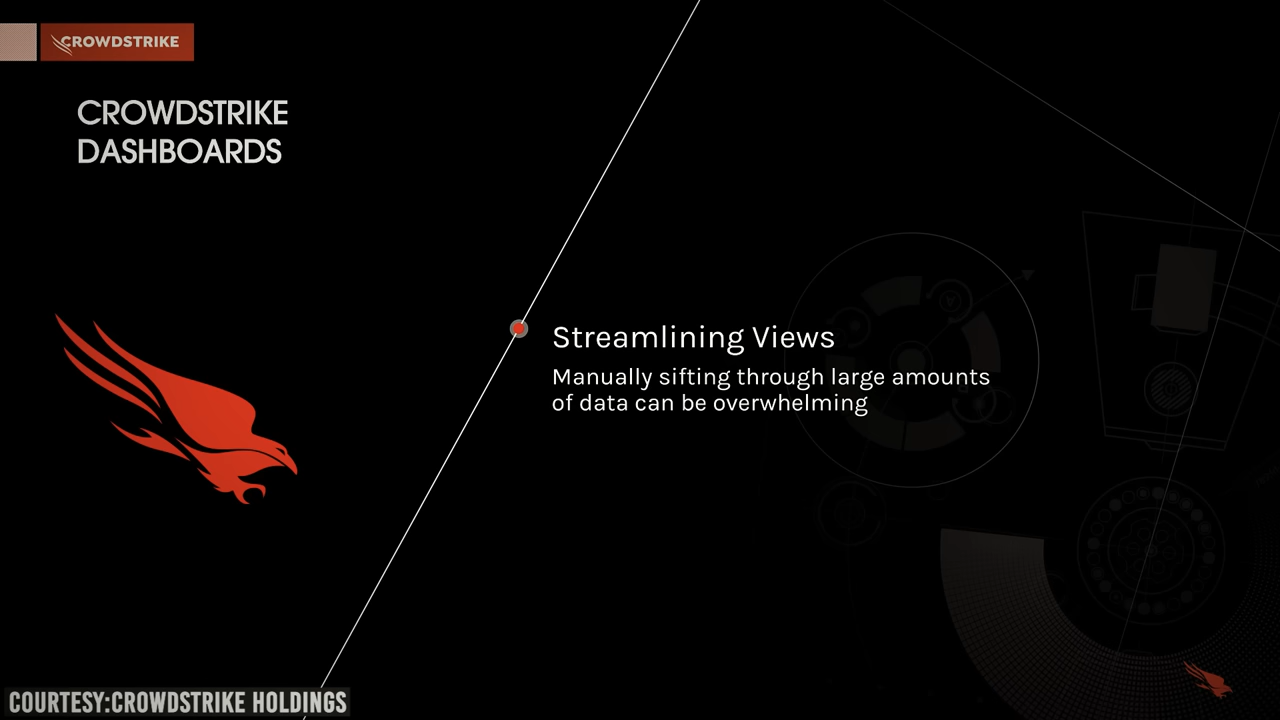 CROWDSTRIKE
CROWDSTRIKE
DASHBOARDS
Streamlining Views
Manually sifting through large amounts
of data can be overwhelming
COURTESY:CROWDSTRIKE HOLDINGS